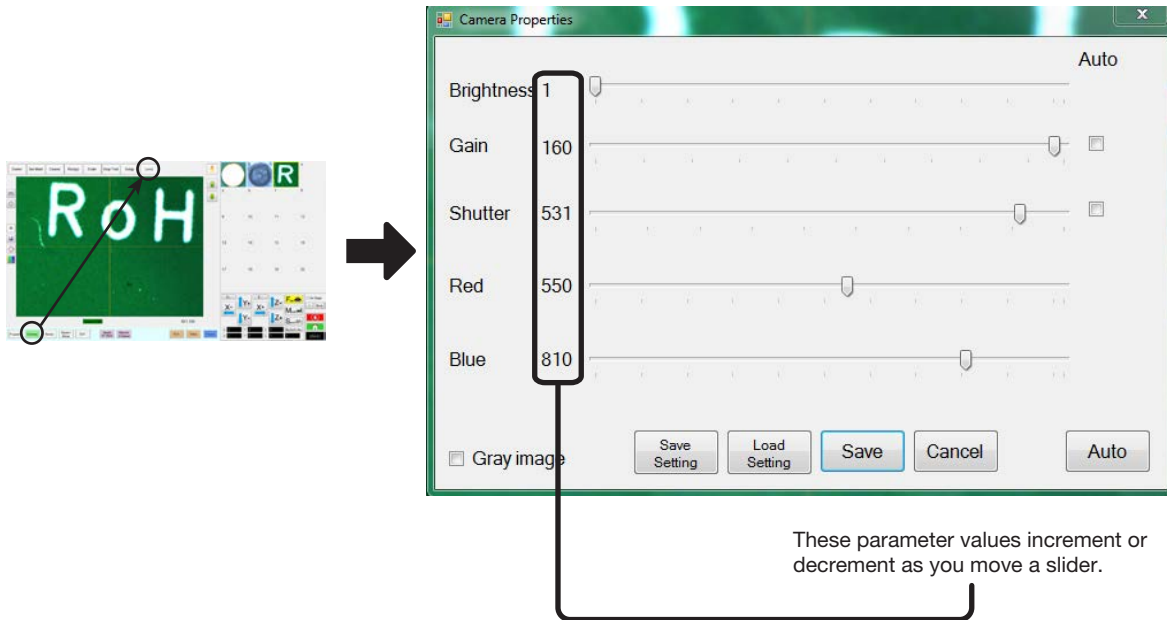 Camera Properties
x
Auto
Brightness 1
Gain 160
Shutter 531
Red 550
Blue 810
Gray image
Save Setting
Load Setting
Save
Cancel
Auto
RoH
R
X-
Y+
X+
Z-
Y-
Z+
These parameter values increment or
decrement as you move a slider.